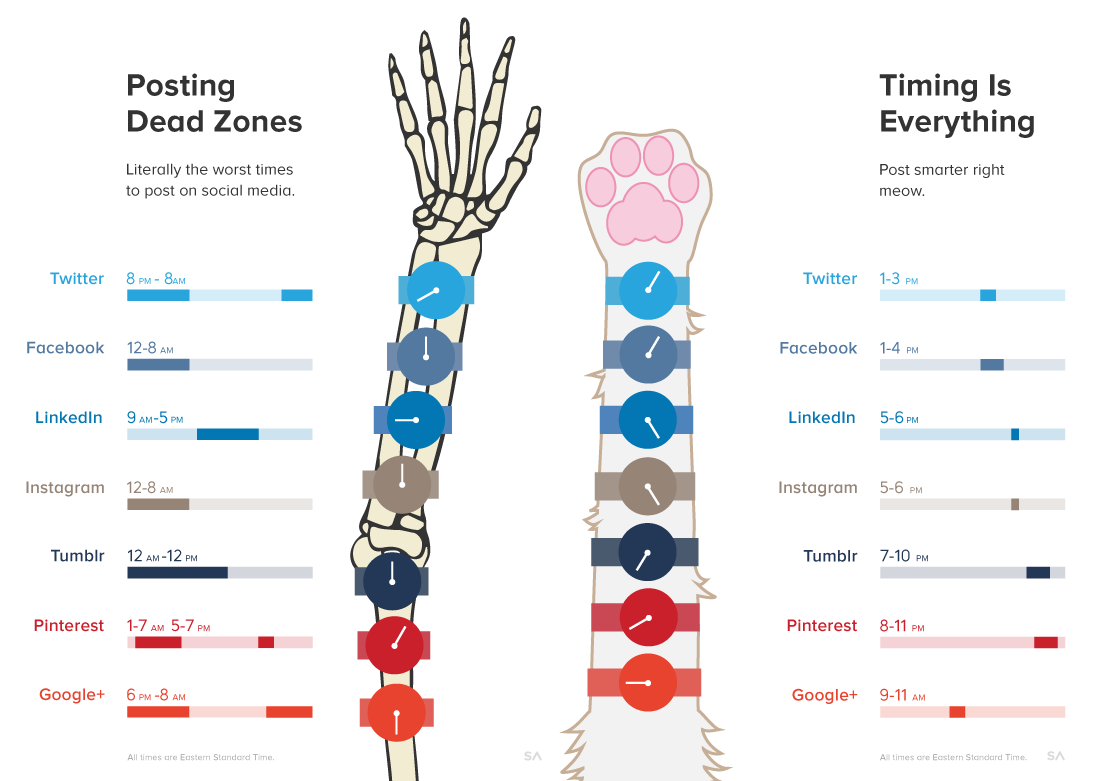 Posting
Dead Zones
Literally the worst times
to post on social media.
Twitter
8 PM - 8AM
Facebook
12-8 AM
LinkedIn
9 AM-5 PM
Instagram
12-8 AM
Tumblr
12 AM -12 PM
Pinterest
1-7 AM 5-7 PM
Google+
6 PM -8 AM
All times are Eastern Standard Time.
SA
Timing Is
Everything
Post smarter right
meow.
Twitter
1-3 PM
Facebook
1-4 PM
LinkedIn
5-6 PM
Instagram
5-6 PM
Tumblr
7-10 PM
Pinterest
8-11 PM
Google+
9-11 AM
All times are Eastern Standard Time.
SA